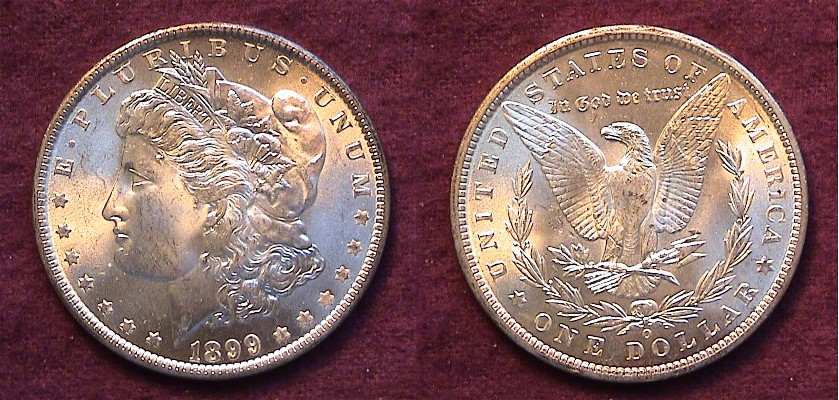 E · PLURIBUS · UNUM
LIBERTY
1899
UNITED STATES OF AMERICA
In God we trust
O
ONE DOLLAR